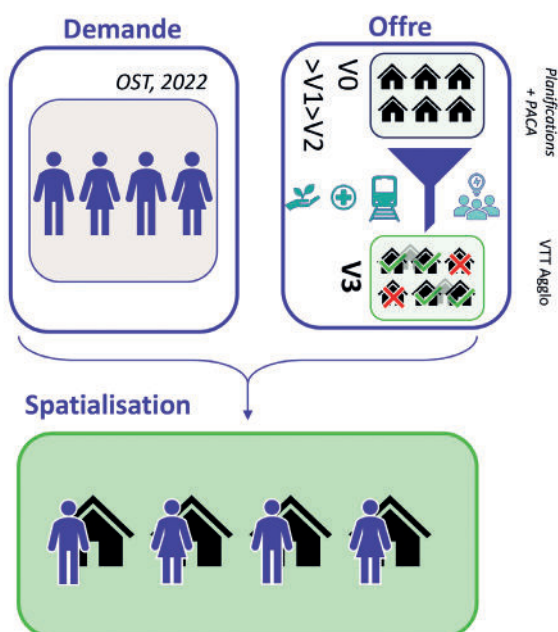 Demande
Offre
OST, 2022
V0
>V1>V2
V3
Planifications
+ PACA
VTT Agglo
Spatialisation